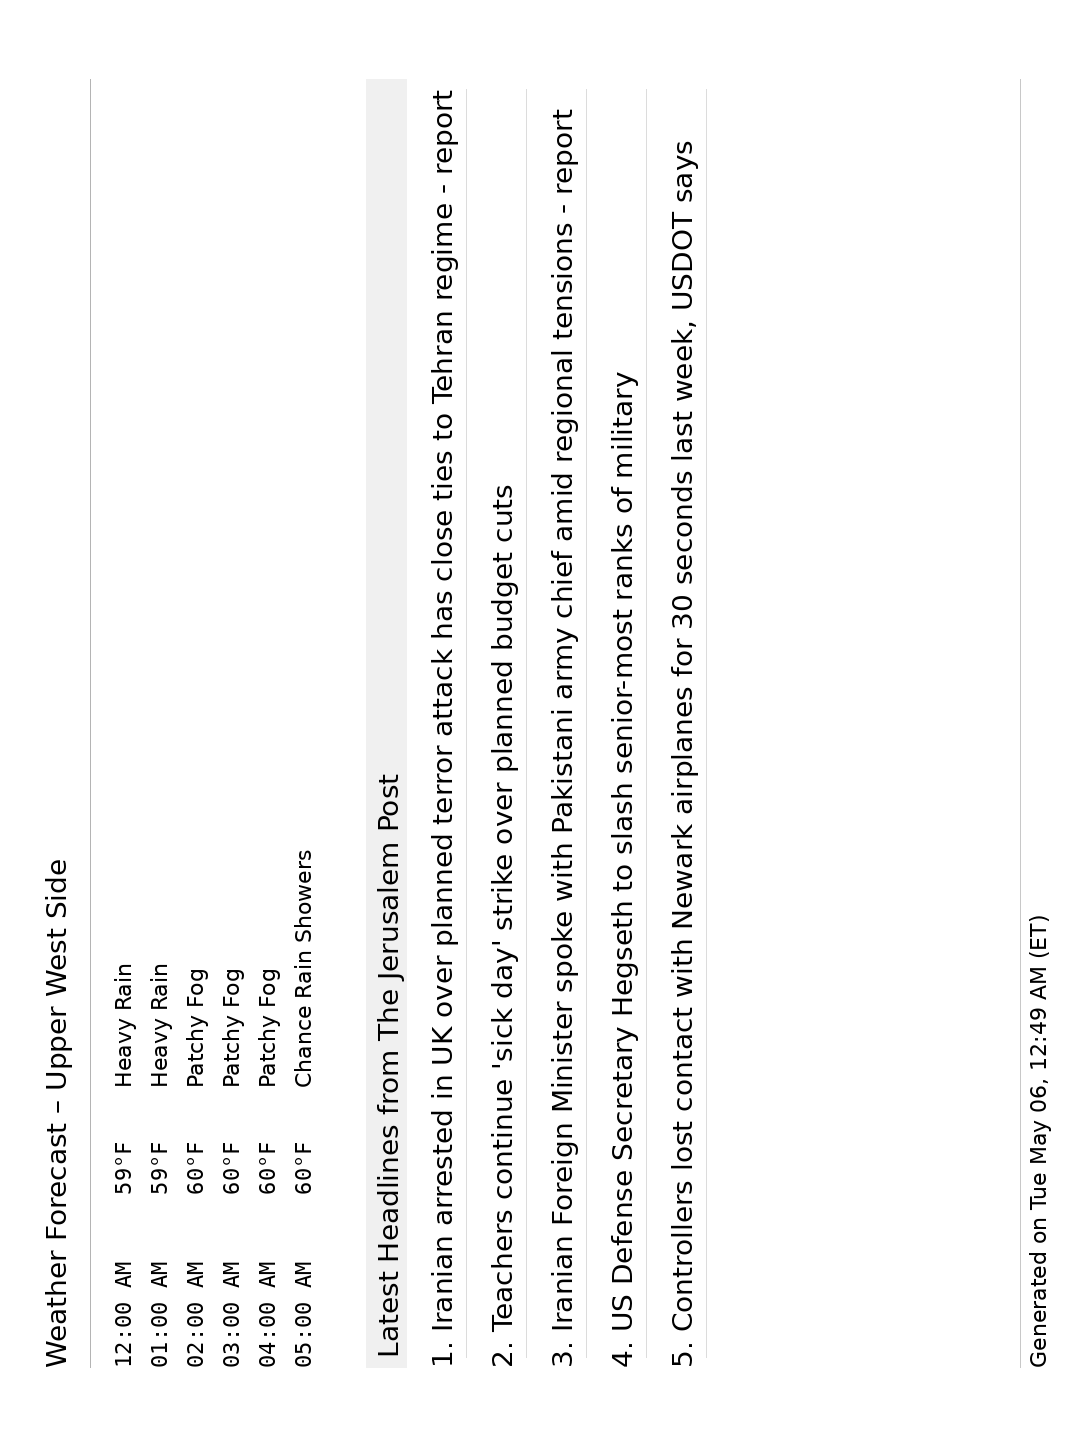 Weather Forecast – Upper West Side
12:00 AM 59°F Heavy Rain
01:00 AM 59°F Heavy Rain
02:00 AM 60°F Patchy Fog
03:00 AM 60°F Patchy Fog
04:00 AM 60°F Patchy Fog
05:00 AM 60°F Chance Rain Showers
Latest Headlines from The Jerusalem Post
1. Iranian arrested in UK over planned terror attack has close ties to Tehran regime - report
2. Teachers continue 'sick day' strike over planned budget cuts
3. Iranian Foreign Minister spoke with Pakistani army chief amid regional tensions - report
4. US Defense Secretary Hegseth to slash senior-most ranks of military
5. Controllers lost contact with Newark airplanes for 30 seconds last week, USDOT says
Generated on Tue May 06, 12:49 AM (ET)